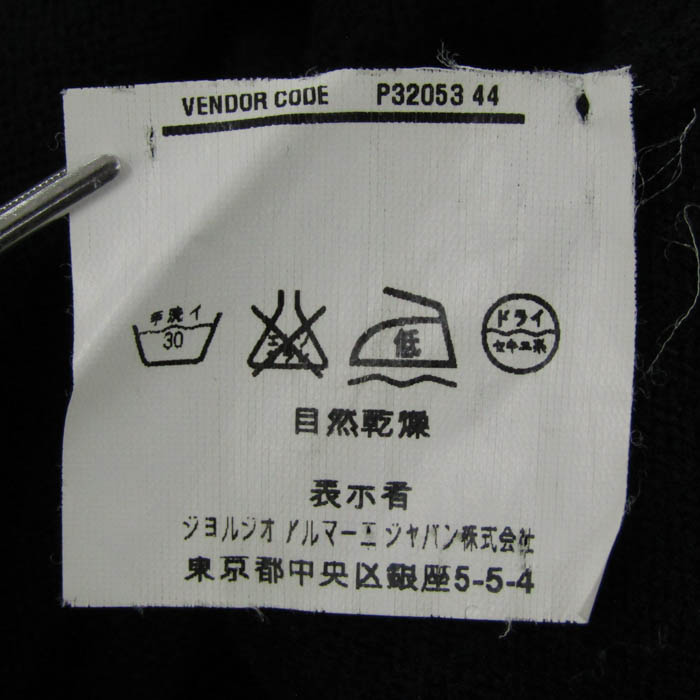 VENDOR CODE P32053 44
手洗イ 30
低
ドライ
セキユ系
自然乾燥
表示者
ジョルジオ アルマーニ ジャパン株式会社
東京都中央区銀座5-5-4